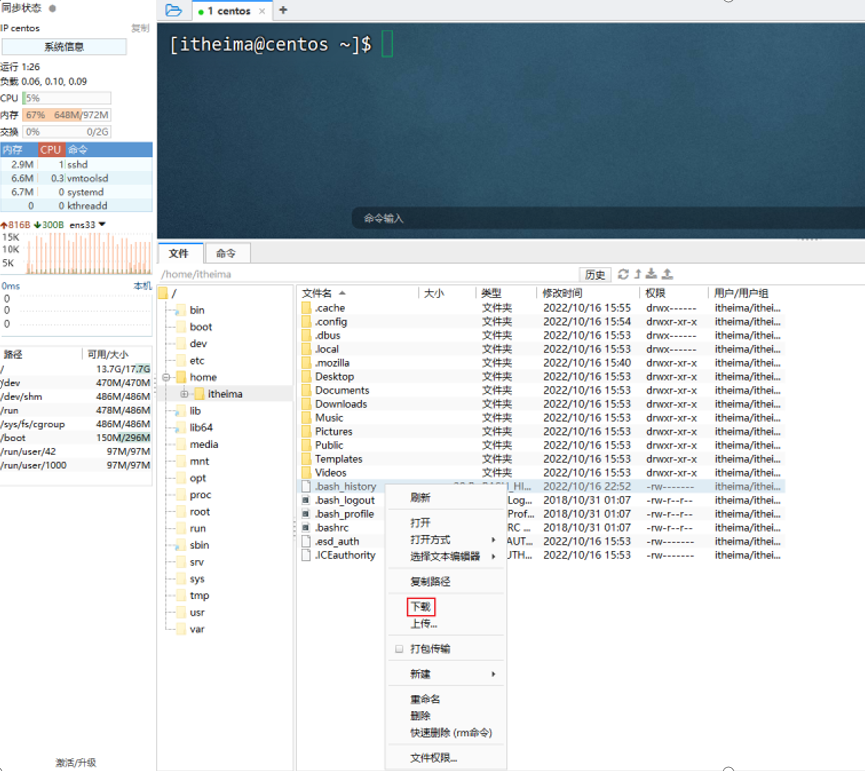 同步状态
IP centos 复制
系统信息
运行 1:26
负载 0.06, 0.10, 0.09
CPU 5%
内存 67% 648M/972M
交换 0% 0/2G
内存 CPU 命令
2.9M 1 sshd
6.6M 0.3 vmtoolsd
6.7M 0 systemd
0 0 kthreadd
816B 300B ens33
15K
10K
5K
0ms 本机
0
0
0
路径 可用/大小
/ 13.7G/17.7G
/dev 470M/470M
/dev/shm 486M/486M
/run 478M/486M
/sys/fs/cgroup 486M/486M
/boot 150M/296M
/run/user/42 97M/97M
/run/user/1000 97M/97M
激活/升级
1 centos × +
[itheima@centos ~]$
命令输入
文件 命令
/home/itheima 历史
/
bin
boot
dev
etc
home
itheima
lib
lib64
media
mnt
opt
proc
root
run
sbin
srv
sys
tmp
usr
var
文件名 大小 类型 修改时间 权限 用户/用户组
.cache 文件夹 2022/10/16 15:55 drwx------ itheima/ithei...
.config 文件夹 2022/10/16 15:54 drwxr-xr-x itheima/ithei...
.dbus 文件夹 2022/10/16 15:53 drwx------ itheima/ithei...
.local 文件夹 2022/10/16 15:53 drwx------ itheima/ithei...
.mozilla 文件夹 2022/10/16 15:40 drwxr-xr-x itheima/ithei...
Desktop 文件夹 2022/10/16 15:53 drwxr-xr-x itheima/ithei...
Documents 文件夹 2022/10/16 15:53 drwxr-xr-x itheima/ithei...
Downloads 文件夹 2022/10/16 15:53 drwxr-xr-x itheima/ithei...
Music 文件夹 2022/10/16 15:53 drwxr-xr-x itheima/ithei...
Pictures 文件夹 2022/10/16 15:53 drwxr-xr-x itheima/ithei...
Public 文件夹 2022/10/16 15:53 drwxr-xr-x itheima/ithei...
Templates 文件夹 2022/10/16 15:53 drwxr-xr-x itheima/ithei...
Videos 文件夹 2022/10/16 15:53 drwxr-xr-x itheima/ithei...
.bash_history 2022/10/16 22:52 -rw------- itheima/ithei...
.bash_logout Log... 2018/10/31 01:07 -rw-r--r-- itheima/ithei...
.bash_profile Prof... 2018/10/31 01:07 -rw-r--r-- itheima/ithei...
.bashrc RC ... 2018/10/31 01:07 -rw-r--r-- itheima/ithei...
.esd_auth AUT... 2022/10/16 15:53 -rw------- itheima/ithei...
.ICEauthority UTH... 2022/10/16 15:53 -rw------- itheima/ithei...
刷新
打开
打开方式
选择文本编辑器
复制路径
下载
上传...
打包传输
新建
重命名
删除
快速删除 (rm命令)
文件权限...